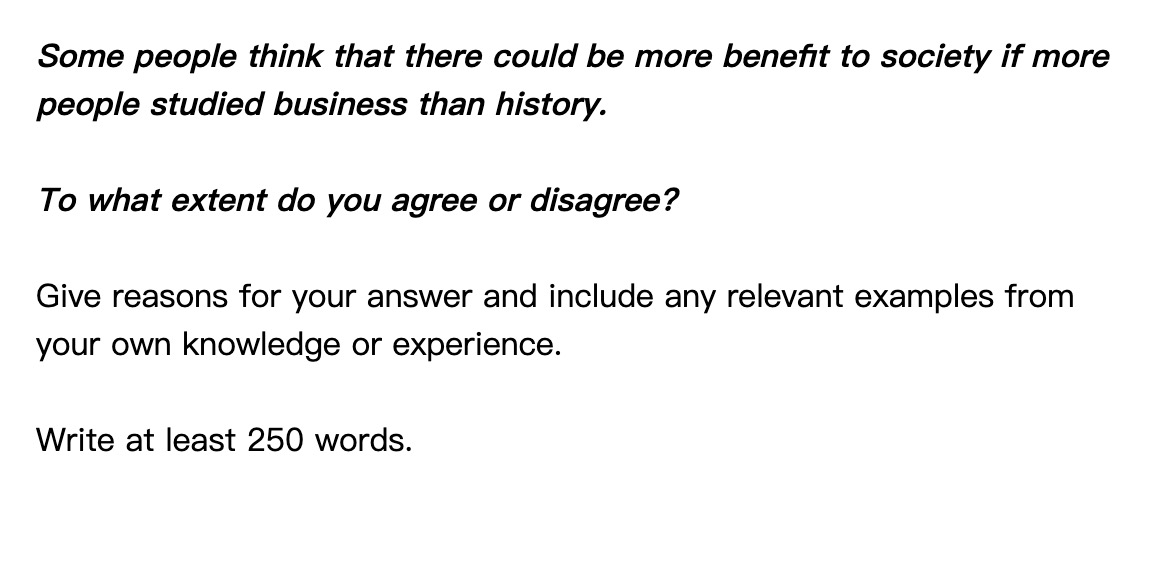 Some people think that there could be more benefit to society if more
people studied business than history.
To what extent do you agree or disagree?
Give reasons for your answer and include any relevant examples from
your own knowledge or experience.
Write at least 250 words.